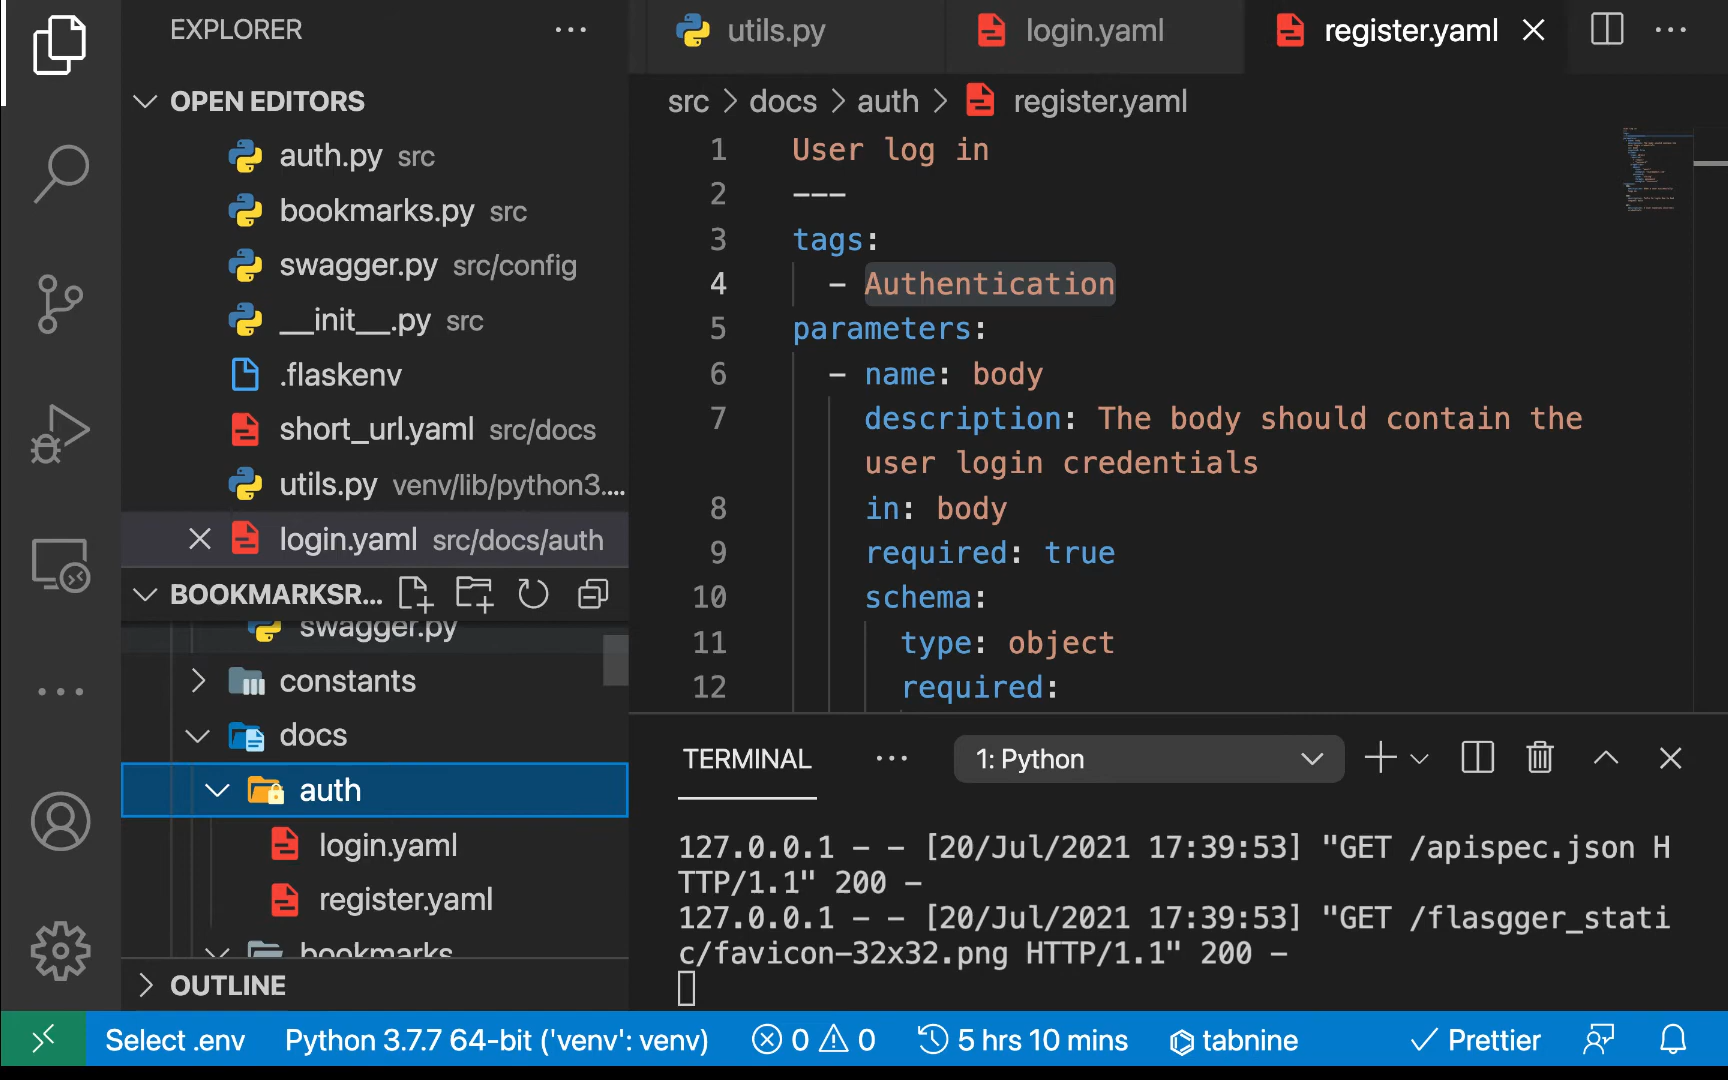 EXPLORER
OPEN EDITORS
auth.py src
bookmarks.py src
swagger.py src/config
__init__.py src
.flaskenv
short_url.yaml src/docs
utils.py venv/lib/python3....
login.yaml src/docs/auth
BOOKMARKSR...
swagger.py
constants
docs
auth
login.yaml
register.yaml
bookmarks
OUTLINE
utils.py
login.yaml
register.yaml
src > docs > auth > register.yaml
1 User log in
2 ---
3 tags:
4 - Authentication
5 parameters:
6 - name: body
7 description: The body should contain the
user login credentials
8 in: body
9 required: true
10 schema:
11 type: object
12 required:
TERMINAL
1: Python
127.0.0.1 - - [20/Jul/2021 17:39:53] "GET /apispec.json H
TTP/1.1" 200 -
127.0.0.1 - - [20/Jul/2021 17:39:53] "GET /flasgger_stati
c/favicon-32x32.png HTTP/1.1" 200 -
Select .env Python 3.7.7 64-bit ('venv': venv) 0 0 5 hrs 10 mins tabnine Prettier